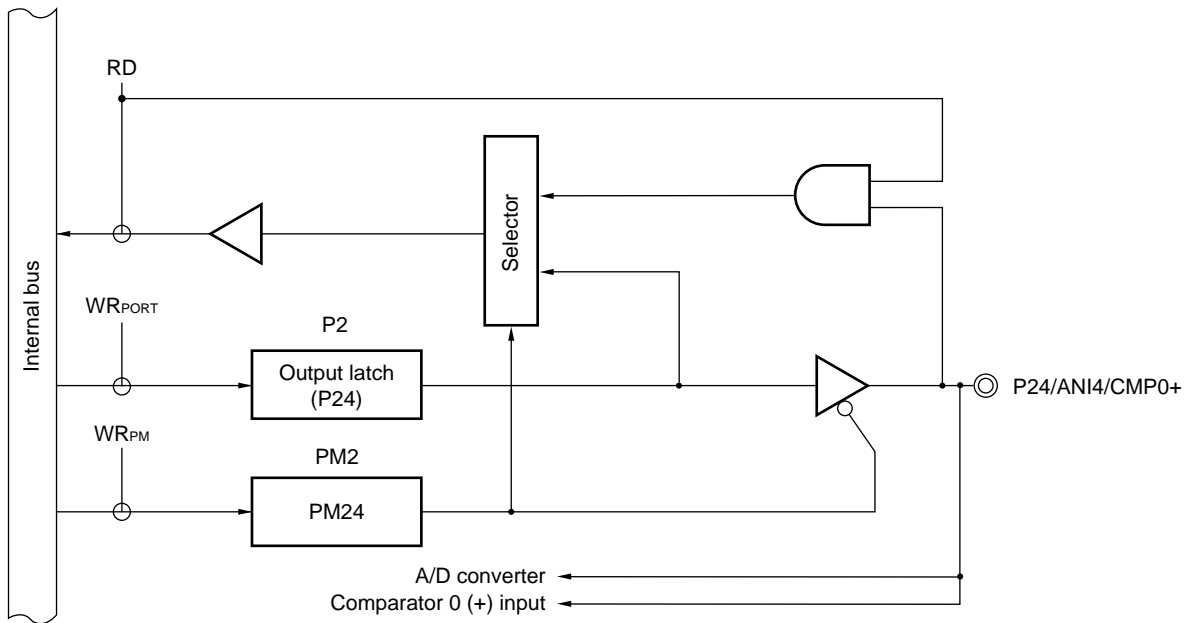 RD
Internal bus
Selector
WRPORT
P2
Output latch
(P24)
P24/ANI4/CMP0+
WRPM
PM2
PM24
A/D converter
Comparator 0 (+) input